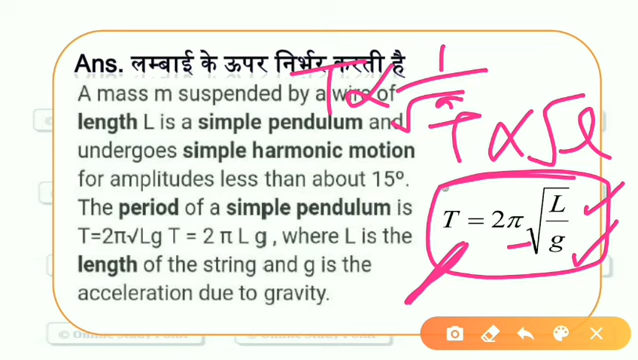 Ans. लम्बाई के ऊपर निर्भर करती है
A mass m suspended by a wire of
length L is a simple pendulum and
undergoes simple harmonic motion
for amplitudes less than about 15º.
The period of a simple pendulum is
T=2π√Lg T = 2 π L g , where L is the
length of the string and g is the
acceleration due to gravity.
T ∝ 1/√
T ∝ √l
T = 2π √(L/g)